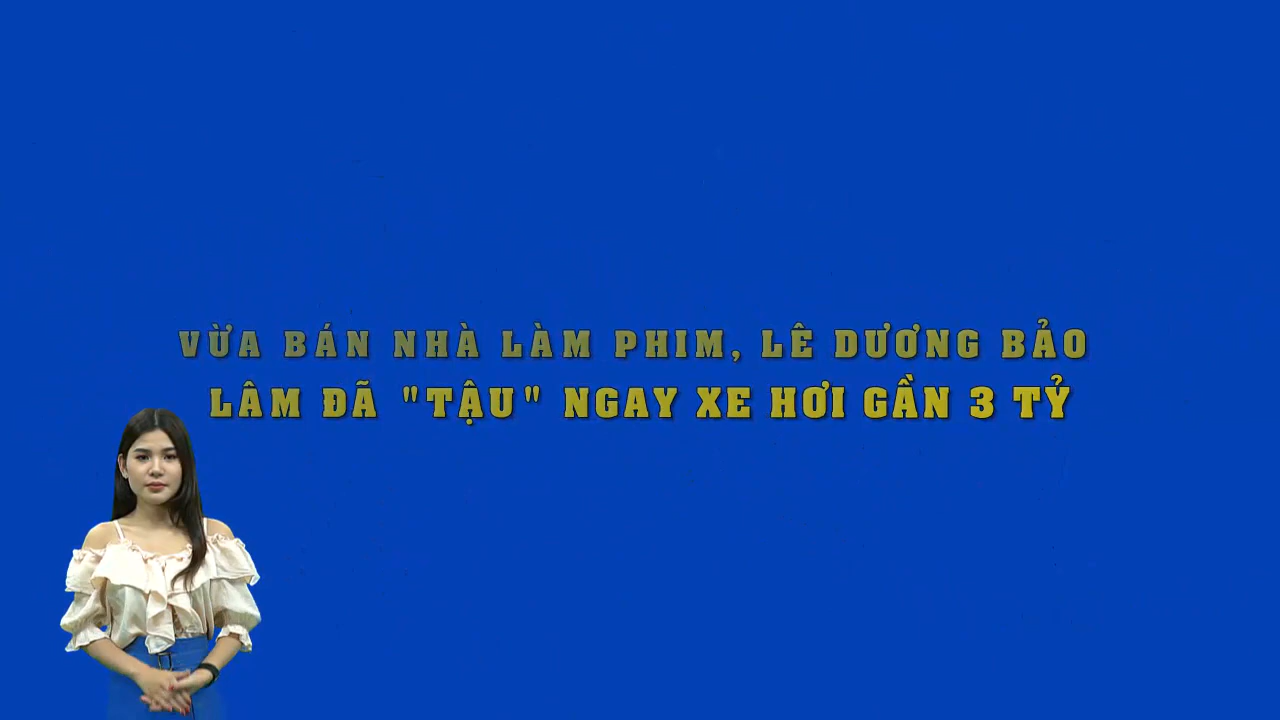 VỪA BÁN NHÀ LÀM PHIM, LÊ DƯƠNG BẢO
LÂM ĐÃ "TẬU" NGAY XE HƠI GẦN 3 TỶ